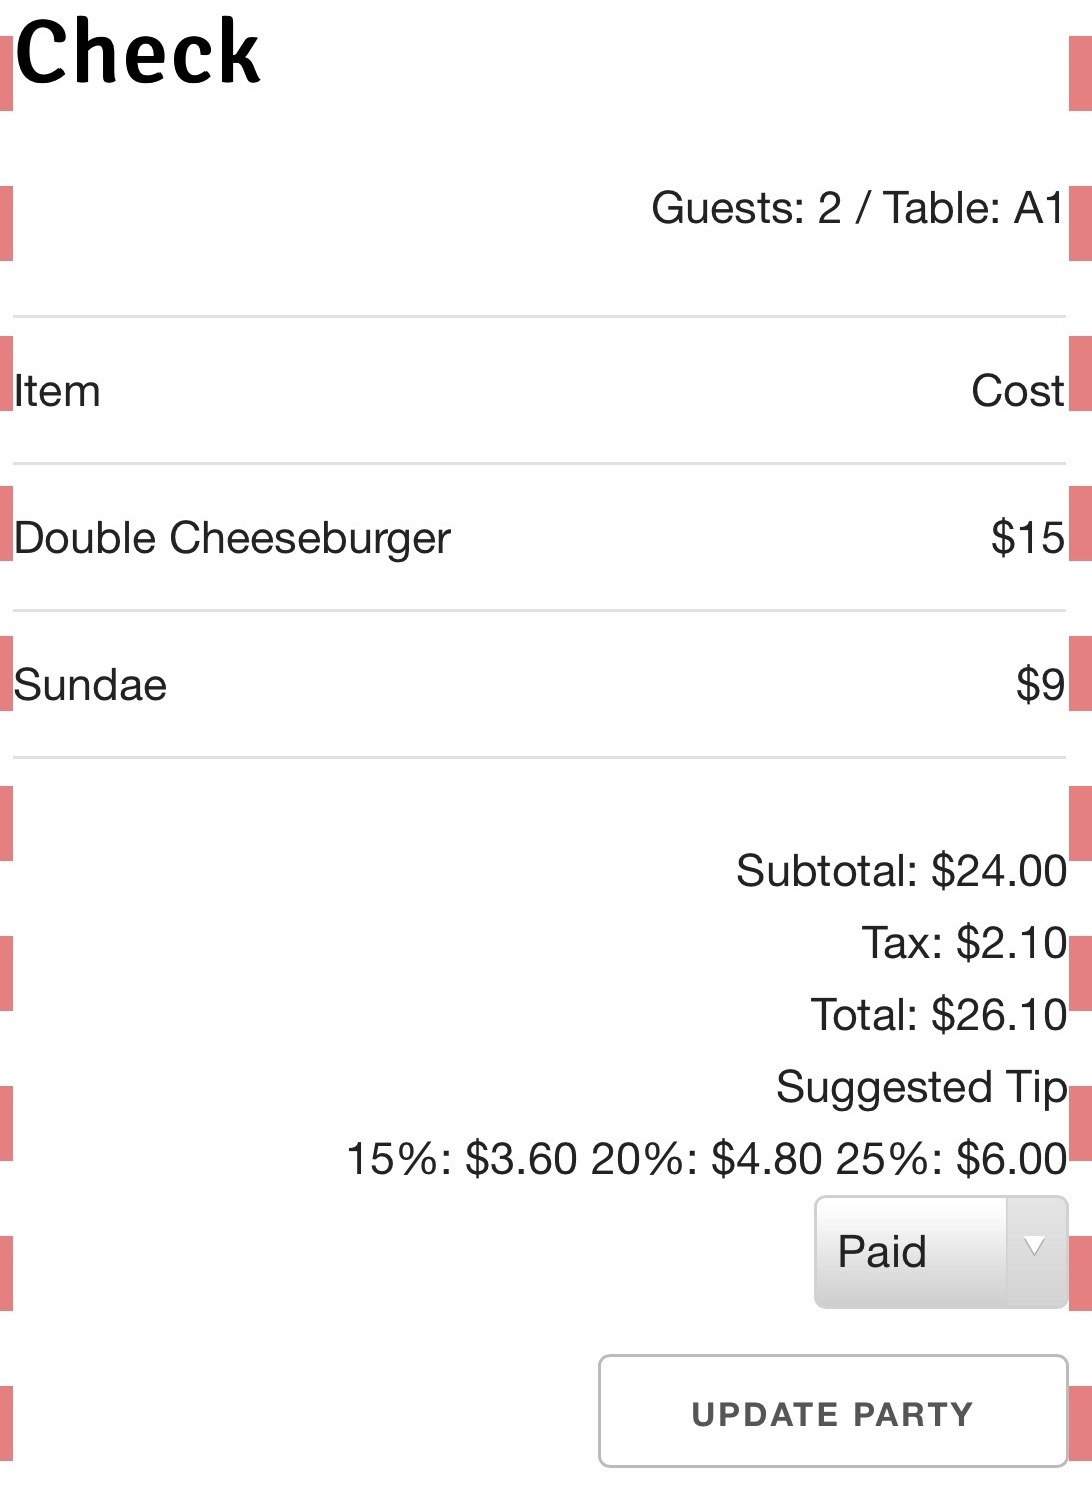 Check
Guests: 2 / Table: A1
Item Cost
Double Cheeseburger $15
Sundae $9
Subtotal: $24.00
Tax: $2.10
Total: $26.10
Suggested Tip
15%: $3.60 20%: $4.80 25%: $6.00
Paid
UPDATE PARTY